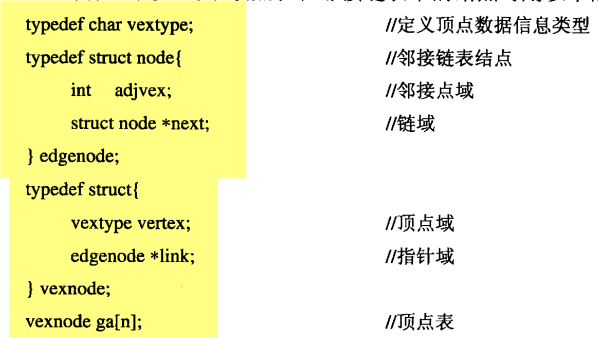 typedef char vextype; //定义顶点数据信息类型
typedef struct node{ //邻接链表结点
int adjvex; //邻接点域
struct node *next; //链域
} edgenode;
typedef struct{
vextype vertex; //顶点域
edgenode *link; //指针域
} vexnode;
vexnode ga[n]; //顶点表